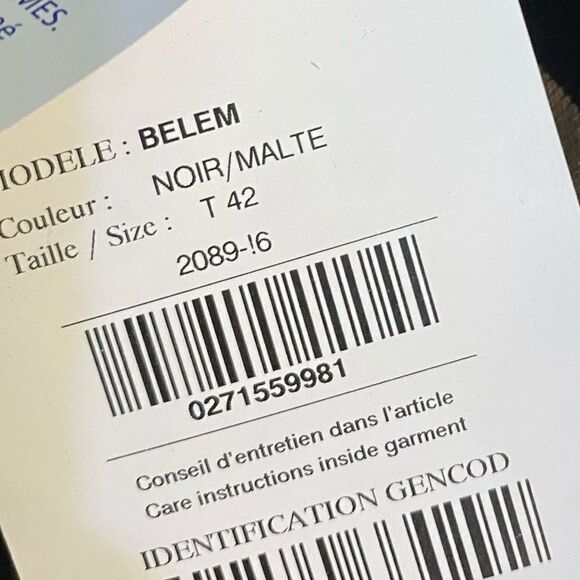 MES.
MODELE : BELEM
Couleur : NOIR/MALTE
Taille / Size : T 42
2089-!6
0271559981
Conseil d'entretien dans l'article
Care instructions inside garment
IDENTIFICATION GENCOD